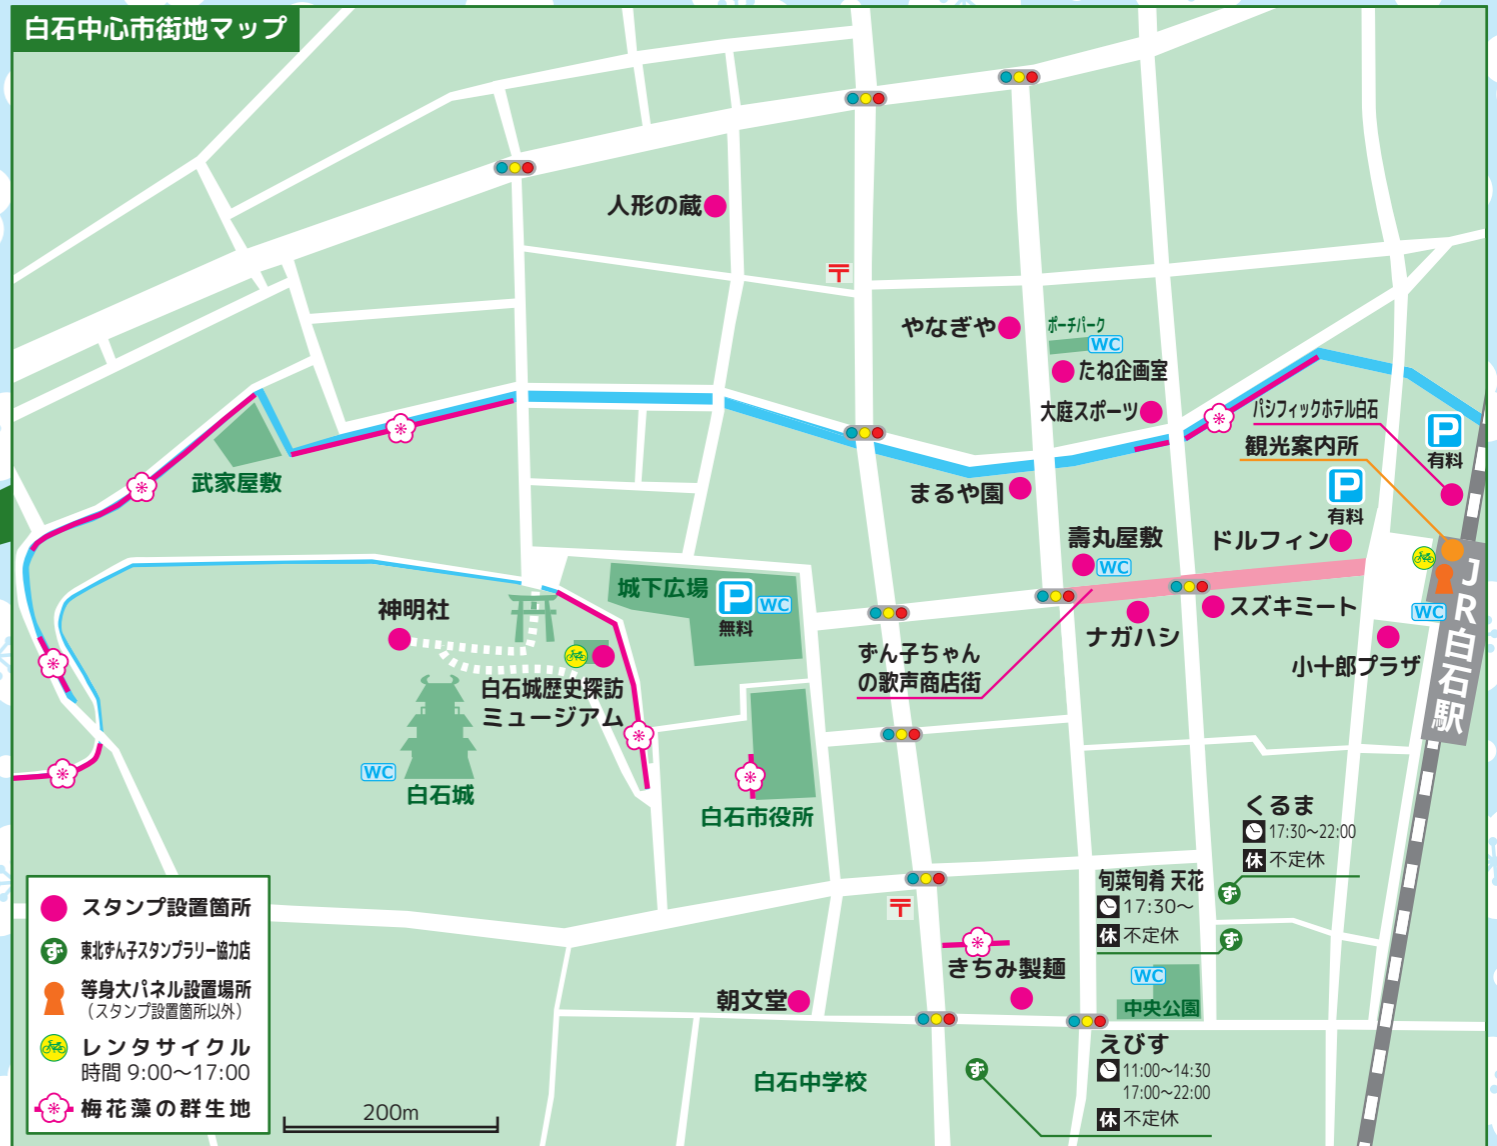 白石中心市街地マップ
人形の蔵
〒
やなぎや
ポーチパーク
WC
たね企画室
大庭スポーツ
パシフィックホテル白石
P
有料
観光案内所
P
有料
武家屋敷
まるや園
壽丸屋敷
WC
ドルフィン
JR白石駅
城下広場
P
無料
WC
神明社
スズキミート
ナガハシ
WC
ずん子ちゃん
の歌声商店街
小十郎プラザ
白石城歴史探訪
ミュージアム
WC
白石城
白石市役所
くるま
17:30〜22:00
休 不定休
旬菜旬肴 天花
17:30〜
休 不定休
ず
ず
〒
きちみ製麺
WC
中央公園
朝文堂
えびす
11:00〜14:30
17:00〜22:00
休 不定休
ず
白石中学校
スタンプ設置箇所
ず 東北ずん子スタンプラリー協力店
等身大パネル設置場所
（スタンプ設置箇所以外）
レンタサイクル
時間 9:00〜17:00
梅花藻の群生地
200m